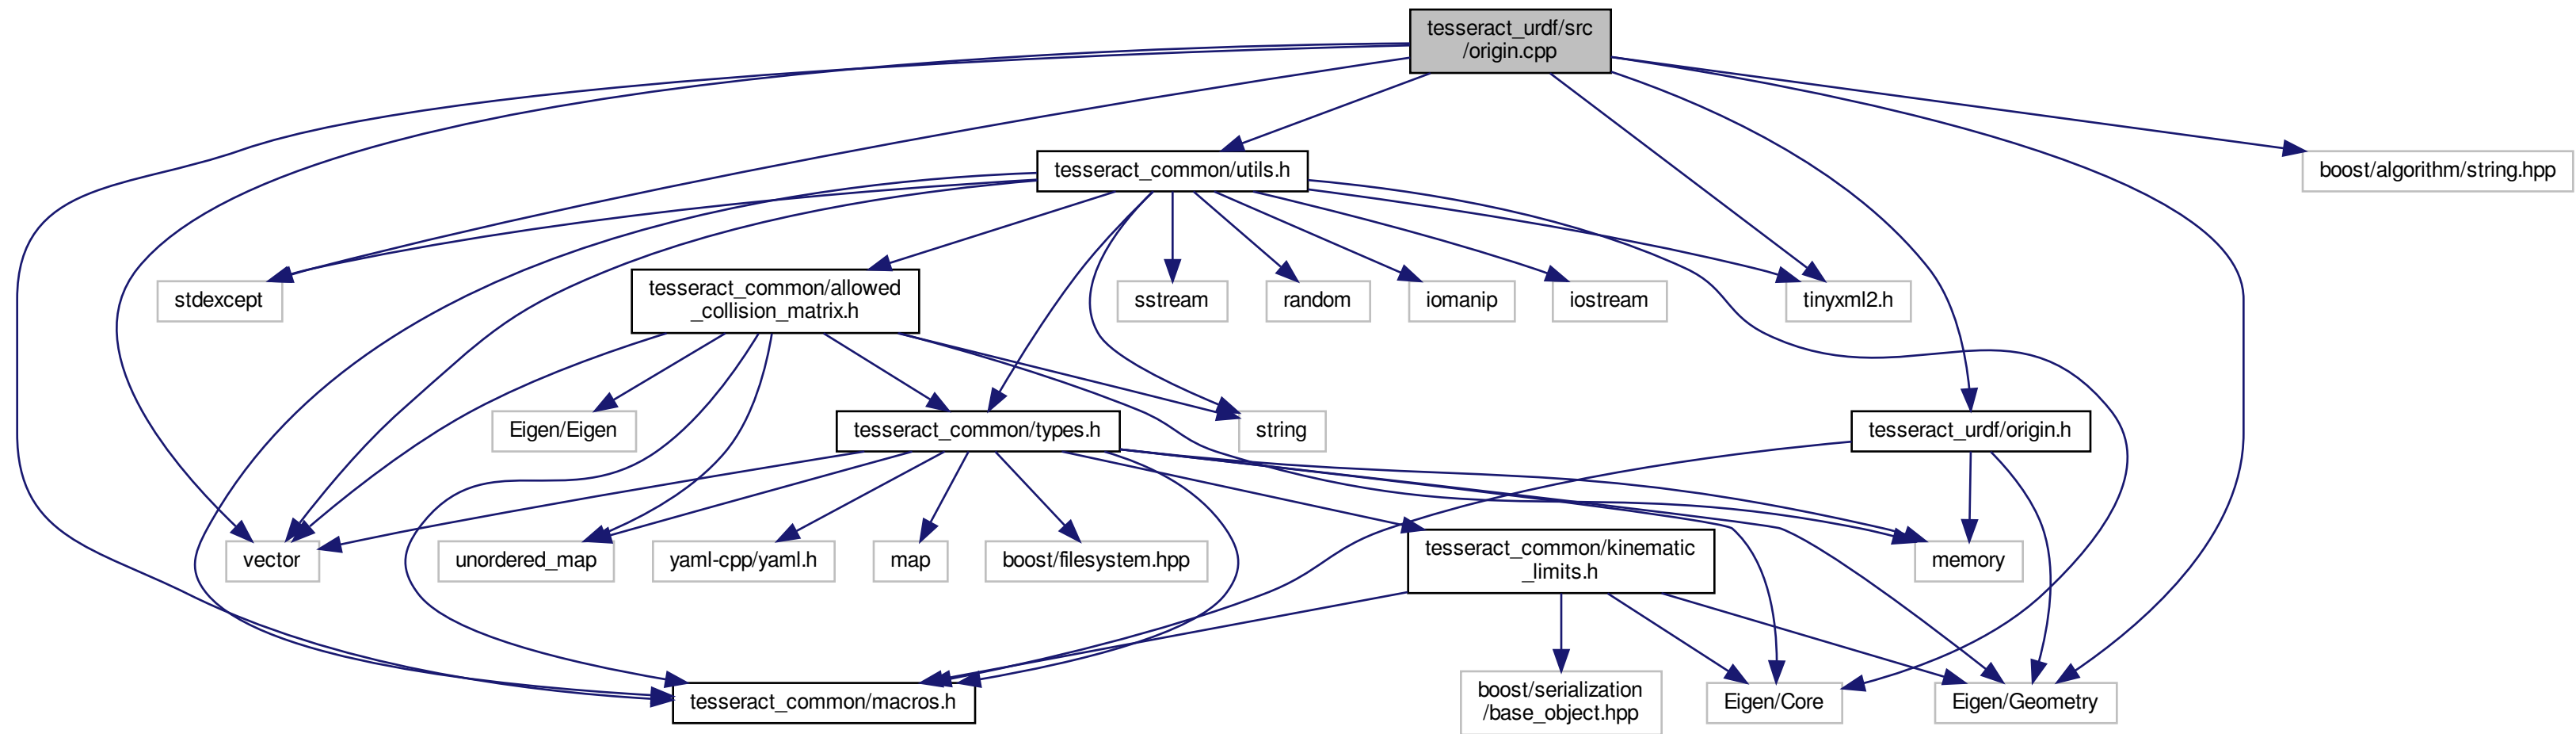 tesseract_urdf/src
/origin.cpp
tesseract_common/utils.h
boost/algorithm/string.hpp
stdexcept
tesseract_common/allowed
_collision_matrix.h
sstream
random
iomanip
iostream
tinyxml2.h
Eigen/Eigen
tesseract_common/types.h
string
tesseract_urdf/origin.h
vector
unordered_map
yaml-cpp/yaml.h
map
boost/filesystem.hpp
tesseract_common/kinematic
_limits.h
memory
tesseract_common/macros.h
boost/serialization
/base_object.hpp
Eigen/Core
Eigen/Geometry